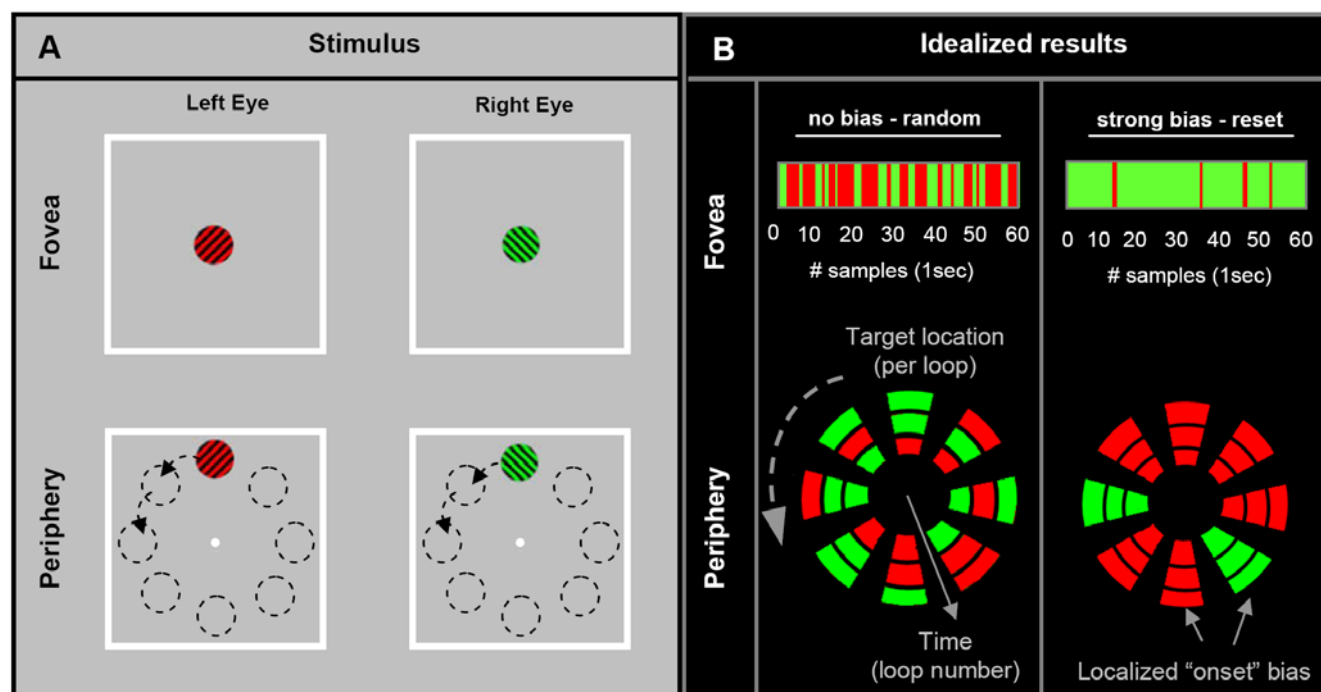 A
Stimulus
Left Eye
Right Eye
Fovea
Periphery
B
Idealized results
Fovea
no bias - random
0 10 20 30 40 50 60
# samples (1sec)
strong bias - reset
0 10 20 30 40 50 60
# samples (1sec)
Periphery
Target location
(per loop)
Time
(loop number)
Localized “onset” bias